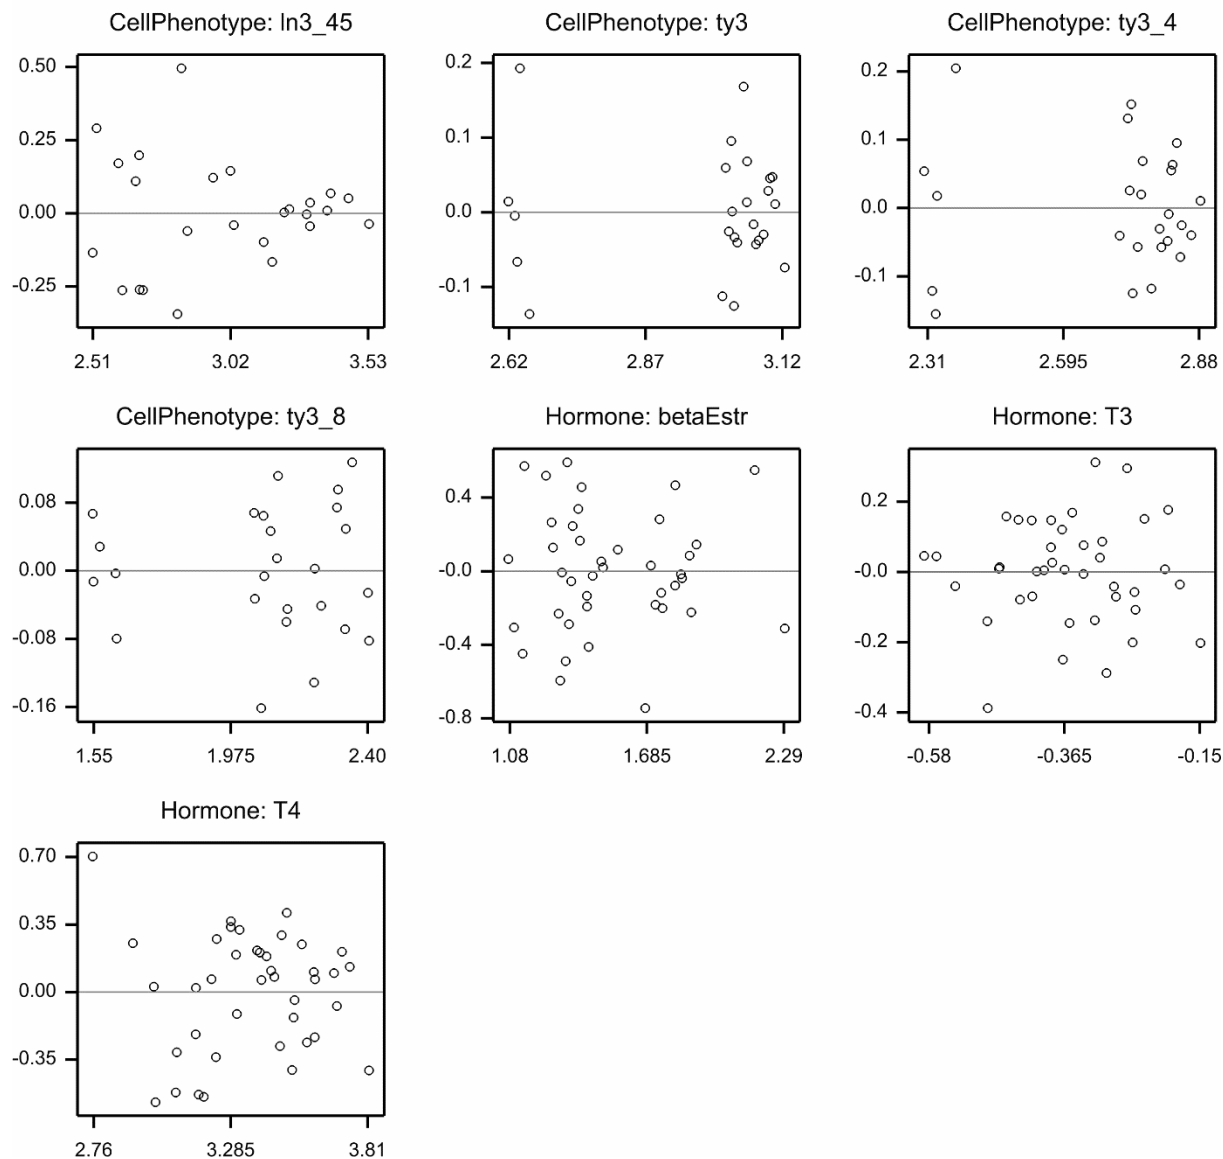 CellPhenotype: ln3_45
0.50
0.25
0.00
-0.25
2.51 3.02 3.53
CellPhenotype: ty3
0.2
0.1
0.0
-0.1
2.62 2.87 3.12
CellPhenotype: ty3_4
0.2
0.1
0.0
-0.1
2.31 2.595 2.88
CellPhenotype: ty3_8
0.08
0.00
-0.08
-0.16
1.55 1.975 2.40
Hormone: betaEstr
0.4
-0.0
-0.4
-0.8
1.08 1.685 2.29
Hormone: T3
0.2
-0.0
-0.2
-0.4
-0.58 -0.365 -0.15
Hormone: T4
0.70
0.35
0.00
-0.35
2.76 3.285 3.81